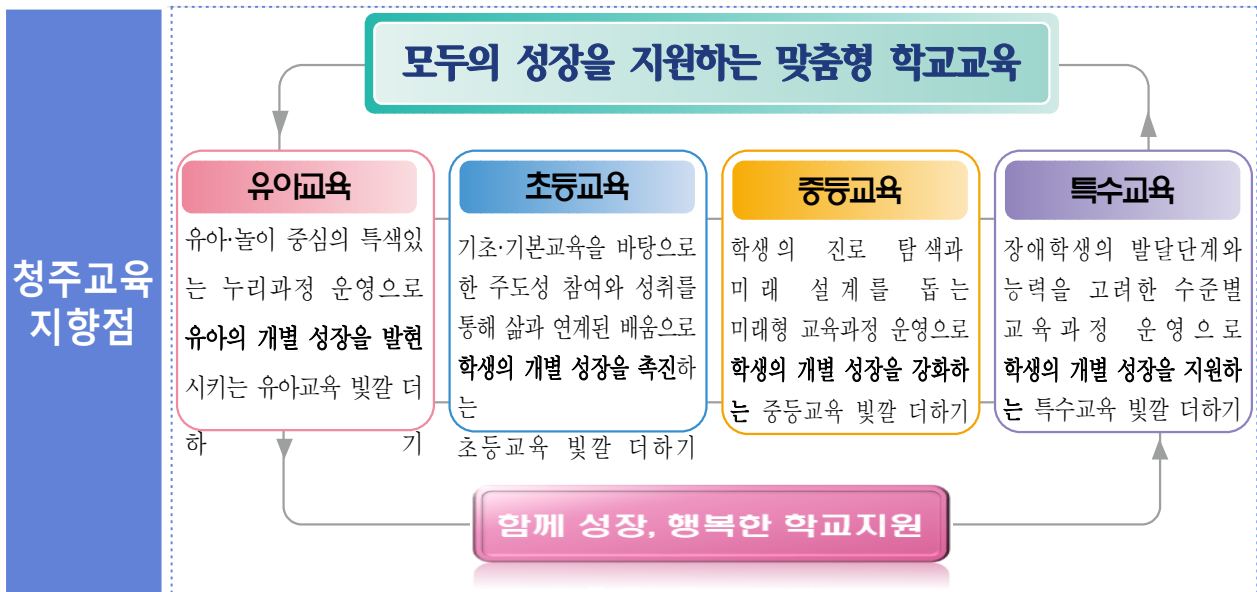 청주교육
지향점
모두의 성장을 지원하는 맞춤형 학교교육
유아교육
유아·놀이 중심의 특색있
는 누리과정 운영으로
유아의 개별 성장을 발현
시키는 유아교육 빛깔 더
하 기
초등교육
기초·기본교육을 바탕으로
한 주도성 참여와 성취를
통해 삶과 연계된 배움으로
학생의 개별 성장을 촉진하
는
초등교육 빛깔 더하기
중등교육
학생의 진로 탐색과
미래 설계를 돕는
미래형 교육과정 운영으로
학생의 개별 성장을 강화하
는 중등교육 빛깔 더하기
특수교육
장애학생의 발달단계와
능력을 고려한 수준별
교육과정 운영으로
학생의 개별 성장을 지원하
는 특수교육 빛깔 더하기
함께 성장, 행복한 학교지원